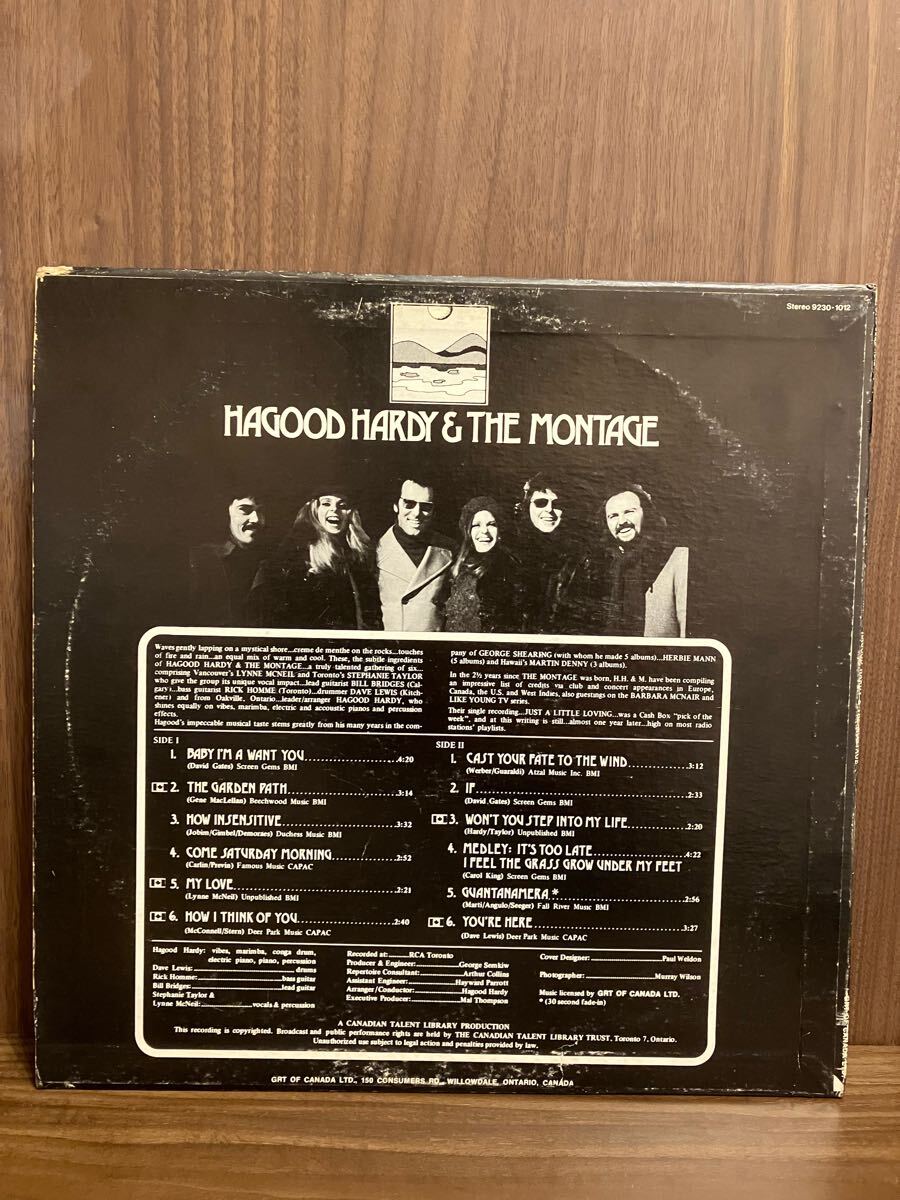 Stereo 9230-1012
HAGOOD HARDY & THE MONTAGE
Waves gently lapping on a mystical shore...creme de menthe on the rocks...touches
of fire and rain...an equal mix of warm and cool. These, the subtle ingredients
of HAGOOD HARDY & THE MONTAGE...a truly talented gathering of six...
comprising Vancouver's LYNNE MCNEIL and Toronto's STEPHANIE TAYLOR
who give the group its unique vocal impact...lead guitarist BILL BRIDGES (Cal-
gary)...bass guitarist RICK HOMME (Toronto)...drummer DAVE LEWIS (Kitch-
ener) and from Oakville, Ontario...leader/arranger HAGOOD HARDY, who
shines equally on vibes, marimba, electric and accoustic pianos and percussion
effects.
Hagood's impeccable musical taste stems greatly from his many years in the com-
pany of GEORGE SHEARING (with whom he made 5 albums)...HERBIE MANN
(5 albums) and Hawaii's MARTIN DENNY (3 albums).
In the 2½ years since THE MONTAGE was born, H.H. & M. have been compiling
an impressive list of credits via club and concert appearances in Europe,
Canada, the U.S. and West Indies, also guestings on the BARBARA MCNAIR and
LIKE YOUNG TV series.
Their single recording...JUST A LITTLE LOVING...was a Cash Box "pick of the
week", and at this writing is still...almost one year later...high on most radio
stations' playlists.
SIDE I
1. BABY I'M A WANT YOU 4:20
(David Gates) Screen Gems BMI
2. THE GARDEN PATH 3:14
(Gene MacLellan) Beechwood Music BMI
3. HOW INSENSITIVE 3:32
(Jobim/Gimbel/Demoraes) Duchess Music BMI
4. COME SATURDAY MORNING 2:52
(Carlin/Previn) Famous Music CAPAC
5. MY LOVE 2:21
(Lynne McNeil) Unpublished BMI
6. HOW I THINK OF YOU 2:40
(McConnell/Stern) Deer Park Music CAPAC
SIDE II
1. CAST YOUR FATE TO THE WIND 3:12
(Werber/Guaraldi) Atzal Music Inc. BMI
2. IF 2:33
(David Gates) Screen Gems BMI
3. WON'T YOU STEP INTO MY LIFE 2:20
(Hardy/Taylor) Unpublished BMI
4. MEDLEY: IT'S TOO LATE 4:22
I FEEL THE GRASS GROW UNDER MY FEET
(Carol King) Screen Gems BMI
5. GUANTANAMERA * 2:56
(Marti/Angulo/Seeger) Fall River Music BMI
6. YOU'RE HERE 3:27
(Dave Lewis) Deer Park Music CAPAC
Hagood Hardy: vibes, marimba, conga drum,
electric piano, piano, percussion
Dave Lewis: drums
Rick Homme: bass guitar
Bill Bridges: lead guitar
Stephanie Taylor &
Lynne McNeil: vocals & percussion
Recorded at: RCA Toronto
Producer & Engineer: George Semkiw
Repertoire Consultant: Arthur Collins
Assistant Engineer: Hayward Parrott
Arranger/Conductor: Hagood Hardy
Executive Producer: Mal Thompson
Cover Designer: Paul Weldon
Photographer: Murray Wilson
Music licensed by GRT OF CANADA LTD.
* (30 second fade-in)
A CANADIAN TALENT LIBRARY PRODUCTION
This recording is copyrighted. Broadcast and public performance rights are held by THE CANADIAN TALENT LIBRARY TRUST, Toronto 7, Ontario.
Unauthorized use subject to legal action and penalties provided by law.
GRT OF CANADA LTD., 150 CONSUMERS RD., WILLOWDALE, ONTARIO, CANADA